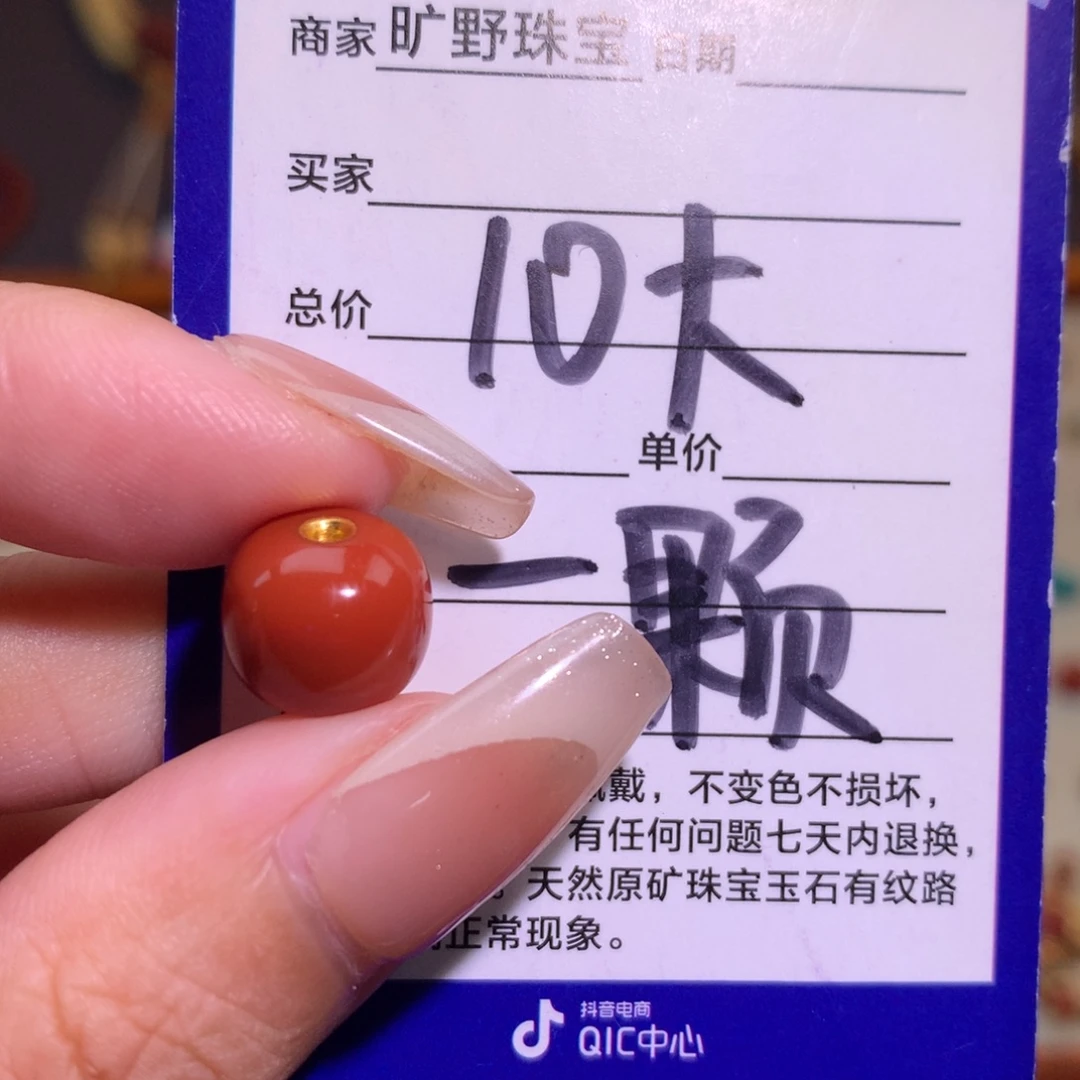 商家 旷野珠宝 日期
买家
总价 10大
单价
一颗
戴，不变色不损坏，
有任何问题七天内退换，
。天然原矿珠宝玉石有纹路
正常现象。
抖音电商
QIC中心